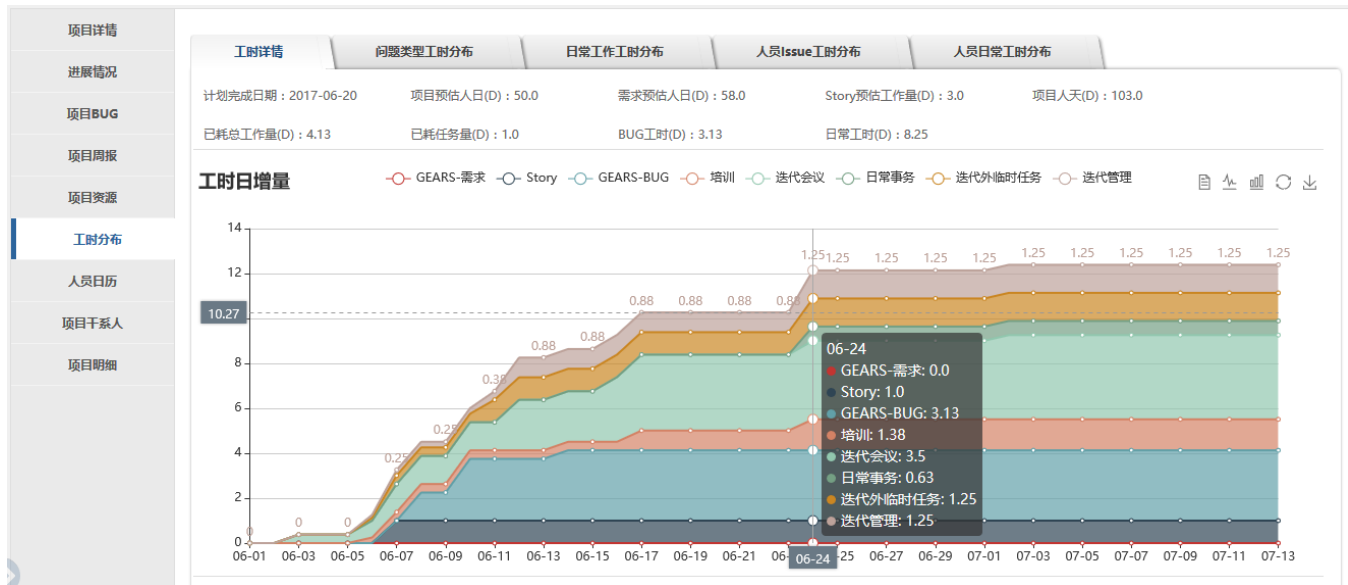 项目详情
进展情况
项目BUG
项目周报
项目资源
工时分布
人员日历
项目干系人
项目明细
工时详情 问题类型工时分布 日常工作工时分布 人员Issue工时分布 人员日常工时分布
计划完成日期：2017-06-20 项目预估人日(D)：50.0 需求预估人日(D)：58.0 Story预估工作量(D)：3.0 项目人天(D)：103.0
已耗总工作量(D)：4.13 已耗任务量(D)：1.0 BUG工时(D)：3.13 日常工时(D)：8.25
工时日增量
GEARS-需求 Story GEARS-BUG 培训 迭代会议 日常事务 迭代外临时任务 迭代管理
14
12
10.27
8
6
4
2
0
0 0 0 0.25 0.25 0.38 0.88 0.88 0.88 0.88 0.88 0.88 1.25 1.25 1.25 1.25 1.25 1.25 1.25 1.25 1.25 1.25 1.25
06-24
GEARS-需求: 0.0
Story: 1.0
GEARS-BUG: 3.13
培训: 1.38
迭代会议: 3.5
日常事务: 0.63
迭代外临时任务: 1.25
迭代管理: 1.25
06-01 06-03 06-05 06-07 06-09 06-11 06-13 06-15 06-17 06-19 06-21 06-24 06-27 06-29 07-01 07-03 07-05 07-07 07-09 07-11 07-13